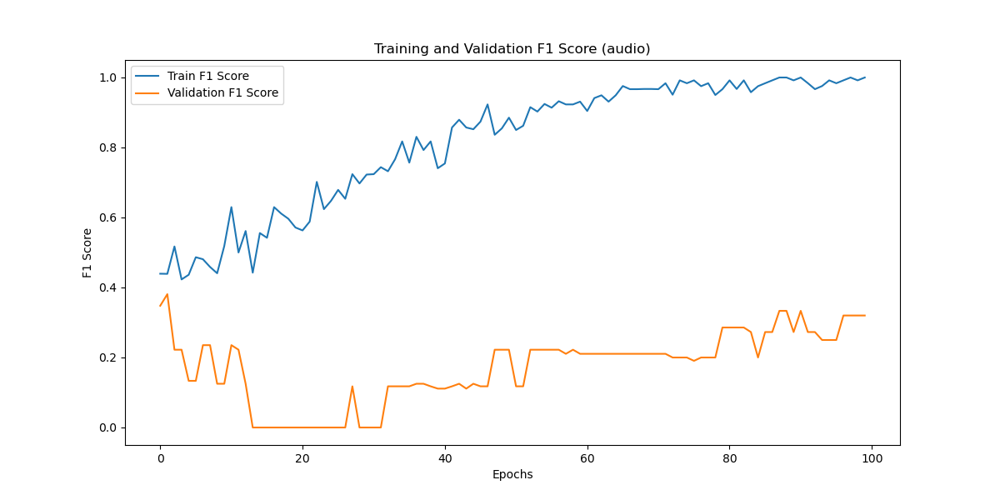 Training and Validation F1 Score (audio)
Train F1 Score
Validation F1 Score
F1 Score
1.0
0.8
0.6
0.4
0.2
0.0
0 20 40 60 80 100
Epochs